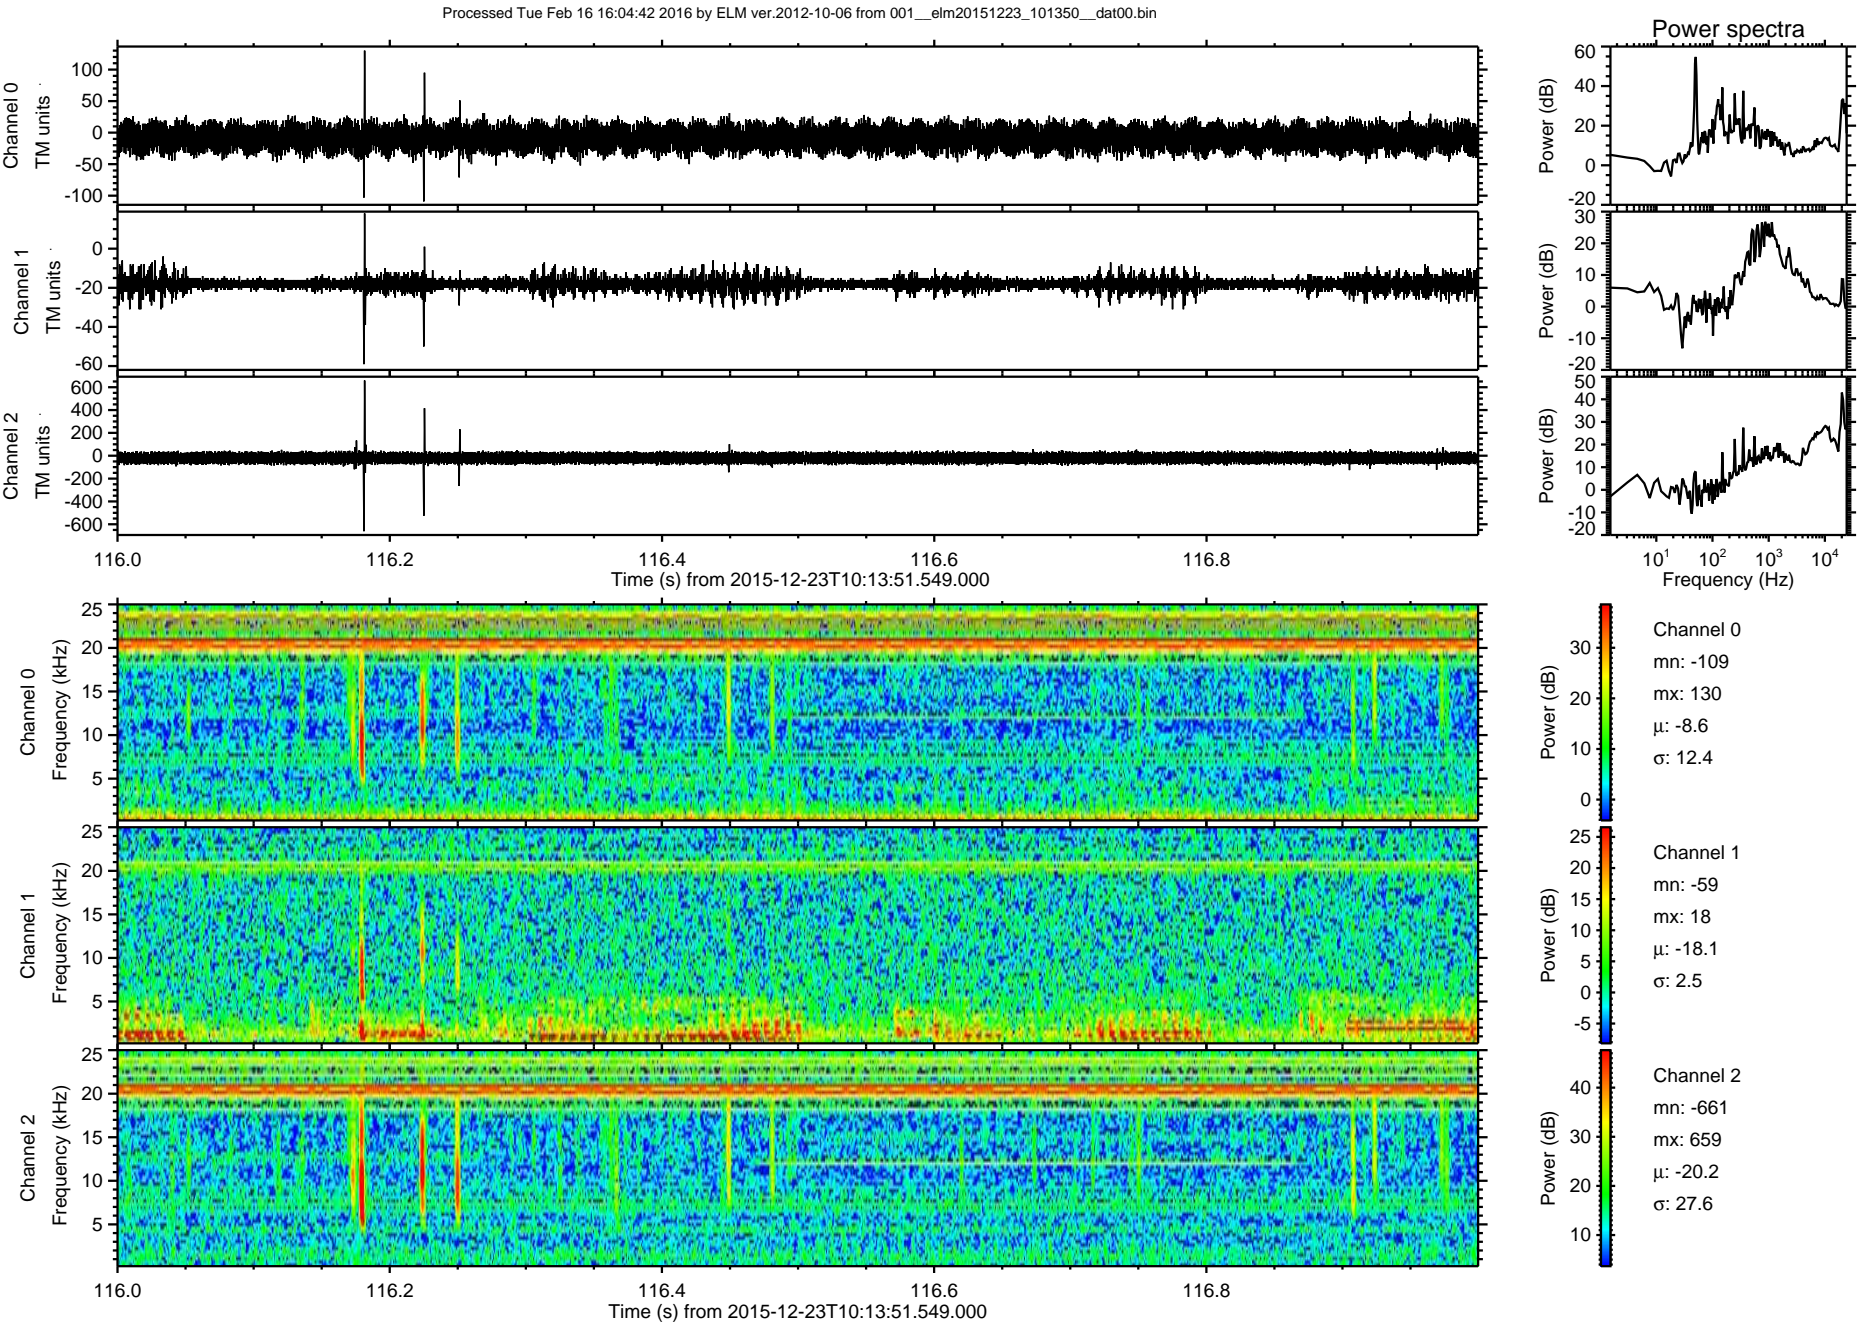 Processed Tue Feb 16 16:04:42 2016 by ELM ver.2012-10-06 from 001__elm20151223_101350__dat00.bin
Power spectra
Channel 0
TM units
100
50
0
-50
-100
Power (dB)
60
40
20
0
-20
Channel 1
TM units
0
-20
-40
-60
Power (dB)
30
20
10
0
-10
-20
Channel 2
TM units
600
400
200
0
-200
-400
-600
Power (dB)
50
40
30
20
10
0
-10
-20
116.0 116.2 116.4 116.6 116.8
Time (s) from 2015-12-23T10:13:51.549.000
10¹ 10² 10³ 10⁴
Frequency (Hz)
Channel 0
Frequency (kHz)
25
20
15
10
5
Power (dB)
30
20
10
0
Channel 0
mn: -109
mx: 130
μ: -8.6
σ: 12.4
Channel 1
Frequency (kHz)
25
20
15
10
5
Power (dB)
25
20
15
10
5
0
-5
Channel 1
mn: -59
mx: 18
μ: -18.1
σ: 2.5
Channel 2
Frequency (kHz)
25
20
15
10
5
Power (dB)
40
30
20
10
Channel 2
mn: -661
mx: 659
μ: -20.2
σ: 27.6
116.0 116.2 116.4 116.6 116.8
Time (s) from 2015-12-23T10:13:51.549.000